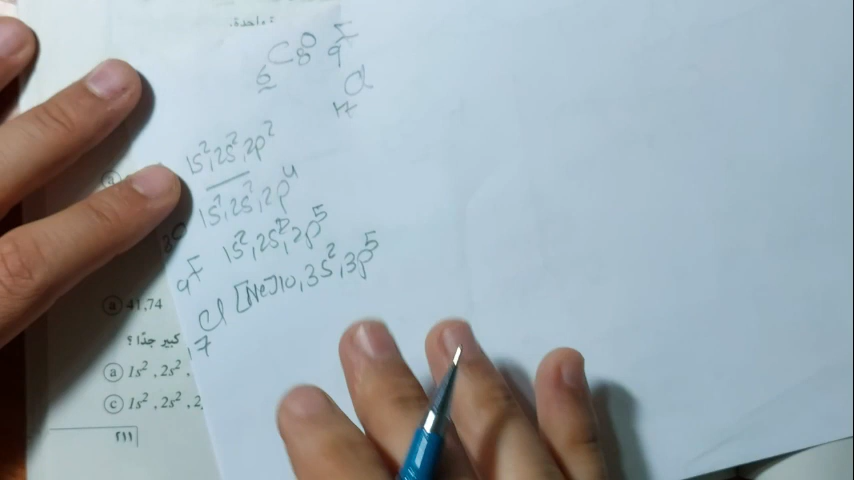 واحدة.
6C 8O 9F
17Cl
1s², 2s², 2p²
1s², 2s², 2p⁴
9F 1s², 2s², 2p⁵
17Cl [Ne]10, 3s², 3p⁵
a 41.74
كبير جدًا ؟
a 1s² , 2s² ,
c 1s² , 2s² , 2
٢١١